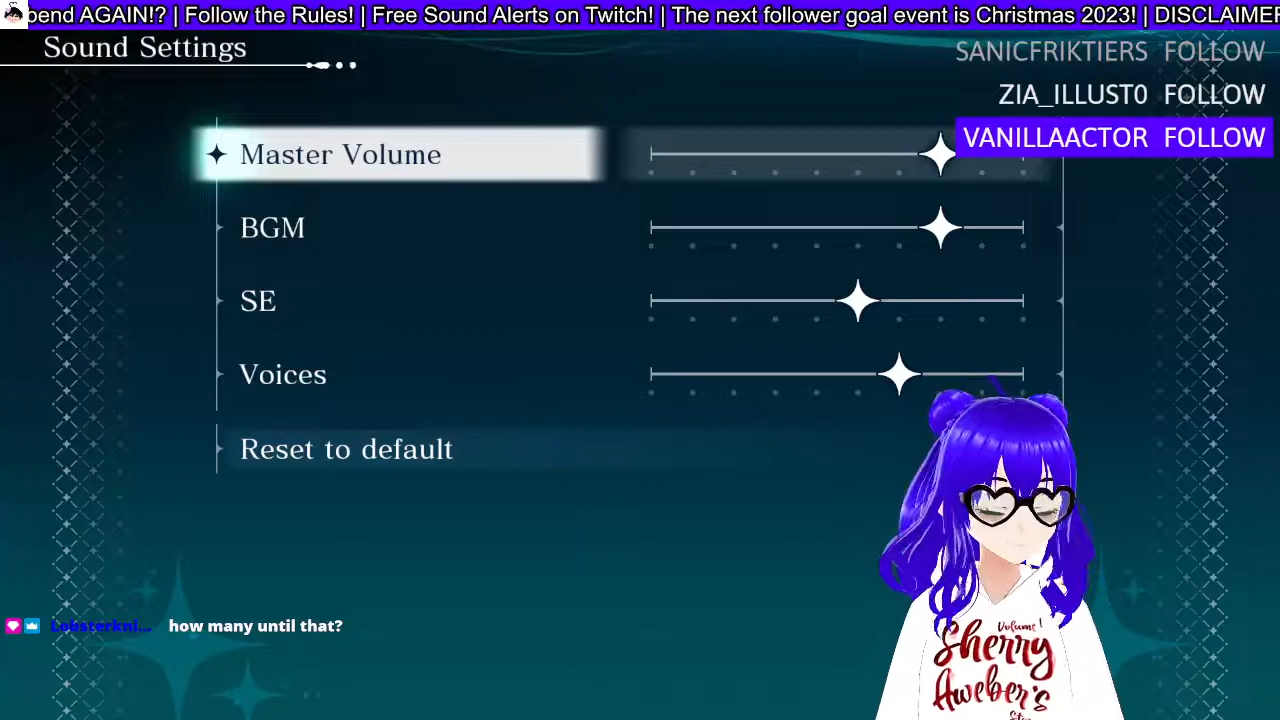 bend AGAIN!? | Follow the Rules! | Free Sound Alerts on Twitch! | The next follower goal event is Christmas 2023! | DISCLAIMER
Sound Settings
SANICFRIKTIERS FOLLOW
ZIA_ILLUST0 FOLLOW
VANILLAACTOR FOLLOW
Master Volume
BGM
SE
Voices
Reset to default
Lobsterkni... how many until that?
Volume 1
Sherry
Aweber's